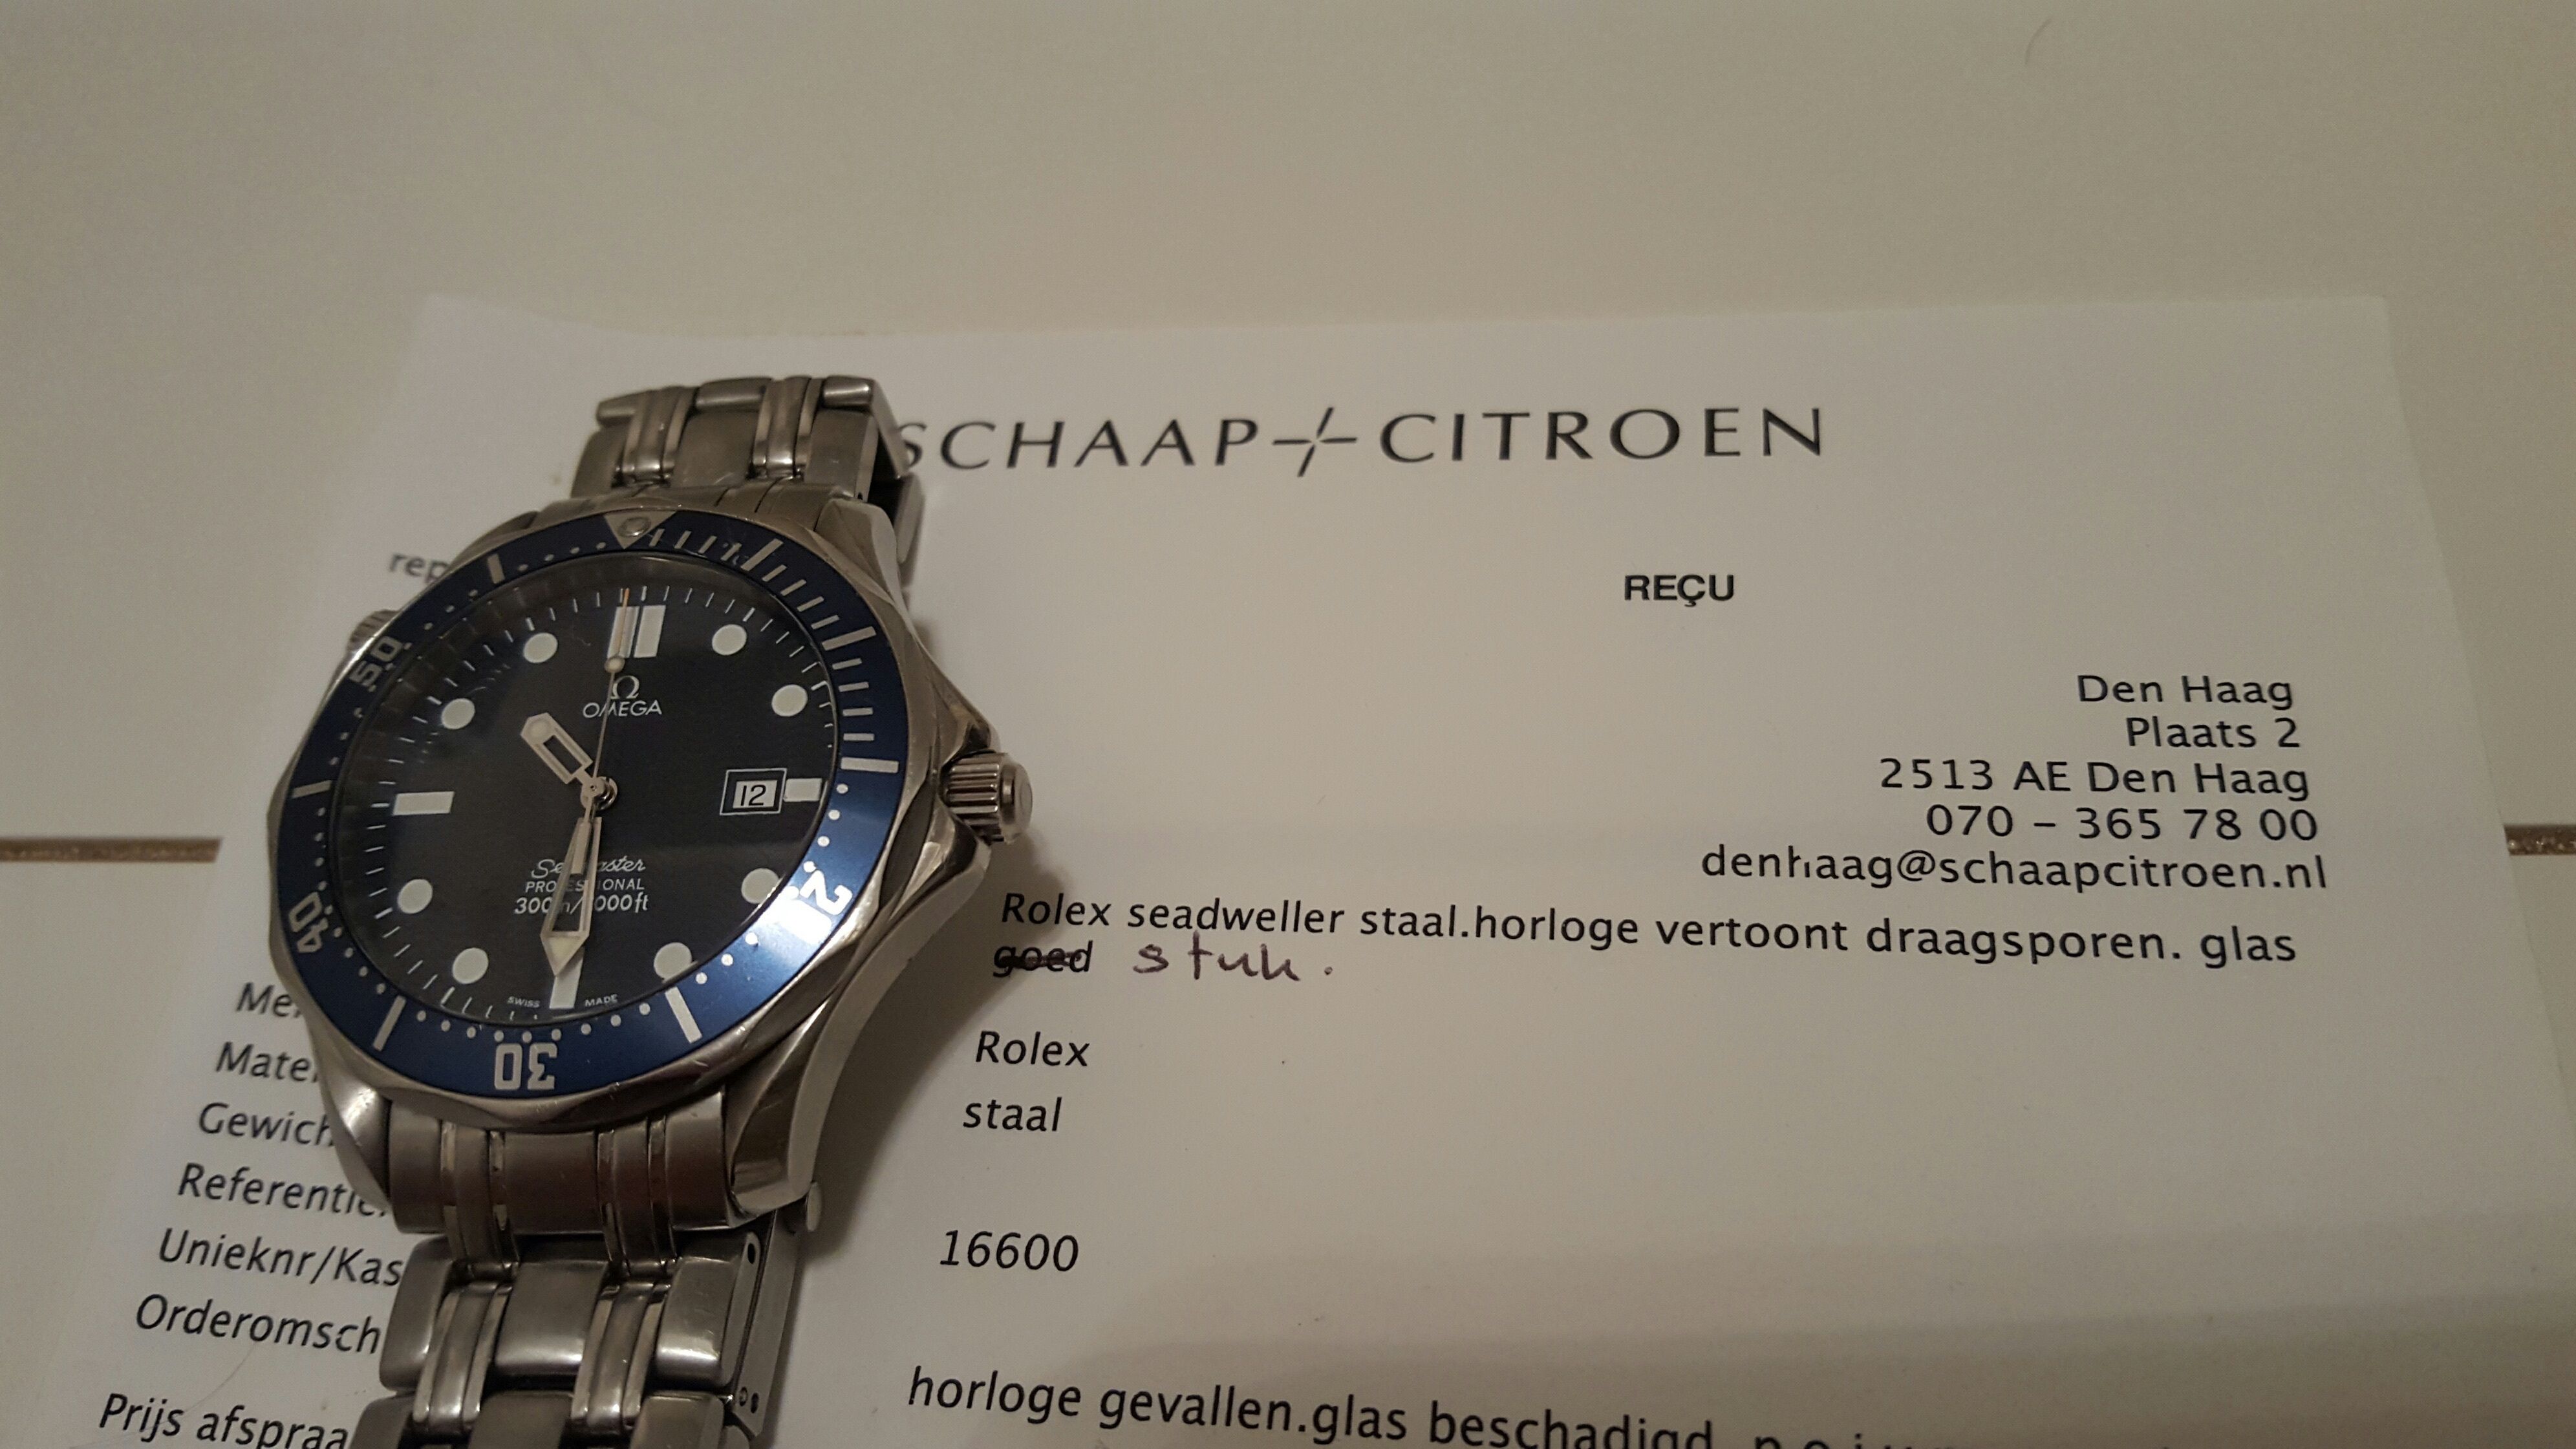 SCHAAP CITROEN
REÇU
Den Haag
Plaats 2
2513 AE Den Haag
070 – 365 78 00
denhaag@schaapcitroen.nl
Rolex seadweller staal.horloge vertoont draagsporen. glas
goed stuk.
Rolex
staal
16600
Prijs
horloge gevallen.glas beschadigd
50
40
30
Ω
OMEGA
12
Seamaster
PROFESSIONAL
300m/1000ft
SWISS MADE